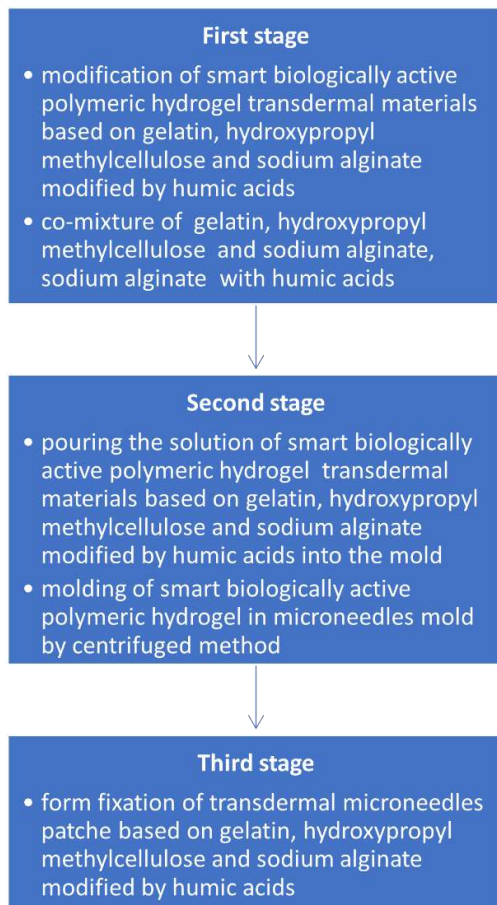 First stage
• modification of smart biologically active
polymeric hydrogel transdermal materials
based on gelatin, hydroxypropyl
methylcellulose and sodium alginate
modified by humic acids
• co-mixture of gelatin, hydroxypropyl
methylcellulose and sodium alginate,
sodium alginate with humic acids
Second stage
• pouring the solution of smart biologically
active polymeric hydrogel transdermal
materials based on gelatin, hydroxypropyl
methylcellulose and sodium alginate
modified by humic acids into the mold
• molding of smart biologically active
polymeric hydrogel in microneedles mold
by centrifuged method
Third stage
• form fixation of transdermal microneedles
patche based on gelatin, hydroxypropyl
methylcellulose and sodium alginate
modified by humic acids